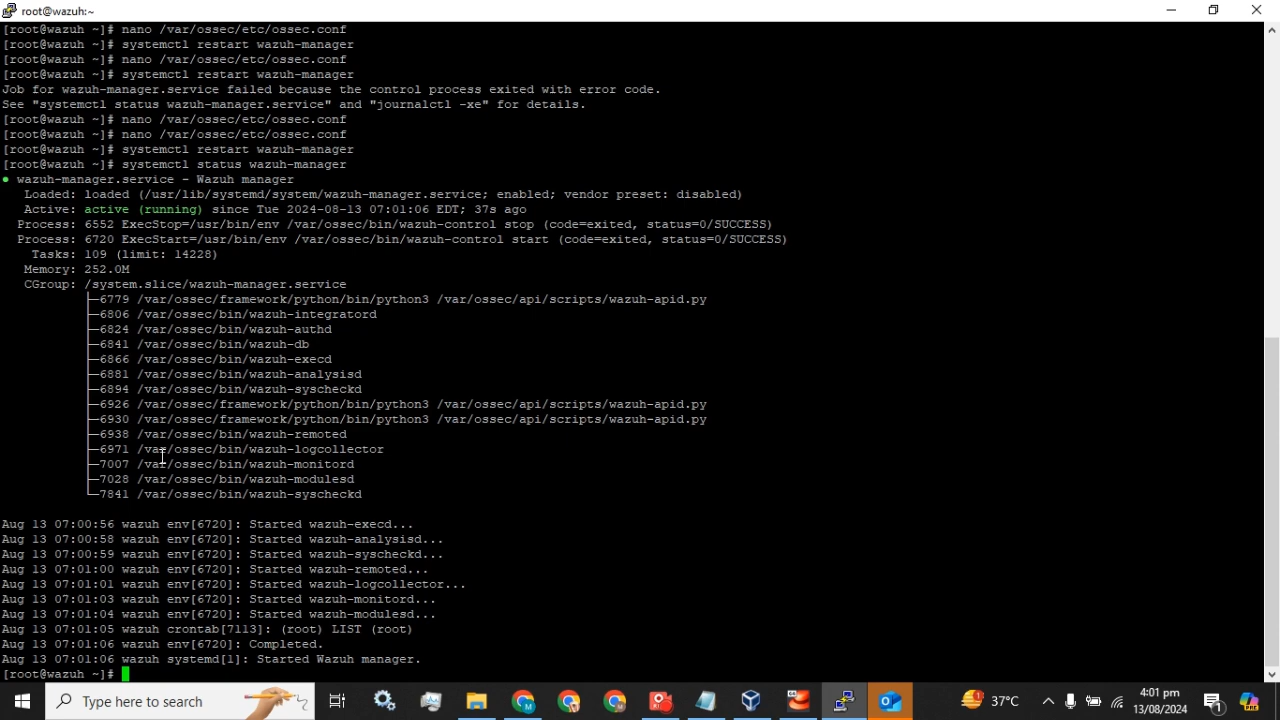 root@wazuh:~
[root@wazuh ~]# nano /var/ossec/etc/ossec.conf
[root@wazuh ~]# systemctl restart wazuh-manager
[root@wazuh ~]# nano /var/ossec/etc/ossec.conf
[root@wazuh ~]# systemctl restart wazuh-manager
Job for wazuh-manager.service failed because the control process exited with error code.
See "systemctl status wazuh-manager.service" and "journalctl -xe" for details.
[root@wazuh ~]# nano /var/ossec/etc/ossec.conf
[root@wazuh ~]# nano /var/ossec/etc/ossec.conf
[root@wazuh ~]# systemctl restart wazuh-manager
[root@wazuh ~]# systemctl status wazuh-manager
● wazuh-manager.service - Wazuh manager
Loaded: loaded (/usr/lib/systemd/system/wazuh-manager.service; enabled; vendor preset: disabled)
Active: active (running) since Tue 2024-08-13 07:01:06 EDT; 37s ago
Process: 6552 ExecStop=/usr/bin/env /var/ossec/bin/wazuh-control stop (code=exited, status=0/SUCCESS)
Process: 6720 ExecStart=/usr/bin/env /var/ossec/bin/wazuh-control start (code=exited, status=0/SUCCESS)
Tasks: 109 (limit: 14228)
Memory: 252.0M
CGroup: /system.slice/wazuh-manager.service
├─6779 /var/ossec/framework/python/bin/python3 /var/ossec/api/scripts/wazuh-apid.py
├─6806 /var/ossec/bin/wazuh-integratord
├─6824 /var/ossec/bin/wazuh-authd
├─6841 /var/ossec/bin/wazuh-db
├─6866 /var/ossec/bin/wazuh-execd
├─6881 /var/ossec/bin/wazuh-analysisd
├─6894 /var/ossec/bin/wazuh-syscheckd
├─6926 /var/ossec/framework/python/bin/python3 /var/ossec/api/scripts/wazuh-apid.py
├─6930 /var/ossec/framework/python/bin/python3 /var/ossec/api/scripts/wazuh-apid.py
├─6938 /var/ossec/bin/wazuh-remoted
├─6971 /var/ossec/bin/wazuh-logcollector
├─7007 /var/ossec/bin/wazuh-monitord
├─7028 /var/ossec/bin/wazuh-modulesd
└─7841 /var/ossec/bin/wazuh-syscheckd
Aug 13 07:00:56 wazuh env[6720]: Started wazuh-execd...
Aug 13 07:00:58 wazuh env[6720]: Started wazuh-analysisd...
Aug 13 07:00:59 wazuh env[6720]: Started wazuh-syscheckd...
Aug 13 07:01:00 wazuh env[6720]: Started wazuh-remoted...
Aug 13 07:01:01 wazuh env[6720]: Started wazuh-logcollector...
Aug 13 07:01:03 wazuh env[6720]: Started wazuh-monitord...
Aug 13 07:01:04 wazuh env[6720]: Started wazuh-modulesd...
Aug 13 07:01:05 wazuh crontab[7113]: (root) LIST (root)
Aug 13 07:01:06 wazuh env[6720]: Completed.
Aug 13 07:01:06 wazuh systemd[1]: Started Wazuh manager.
[root@wazuh ~]#
Type here to search
37°C
4:01 pm
13/08/2024